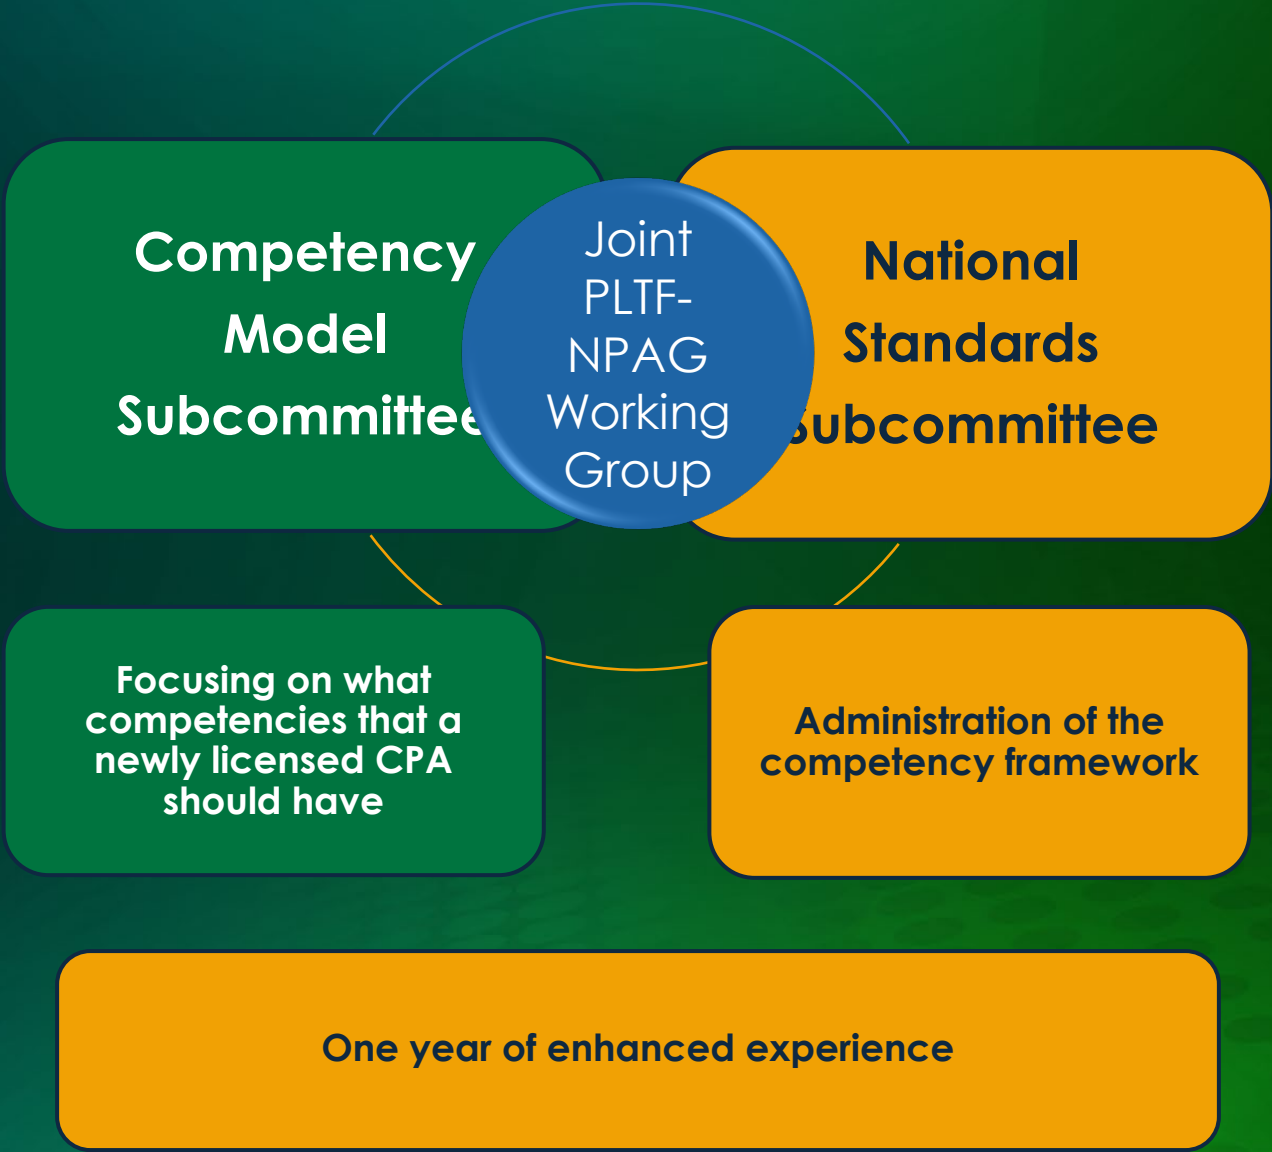 Competency
Model
Subcommittee
Joint
PLTF-
NPAG
Working
Group
National
Standards
Subcommittee
Focusing on what
competencies that a
newly licensed CPA
should have
Administration of the
competency framework
One year of enhanced experience